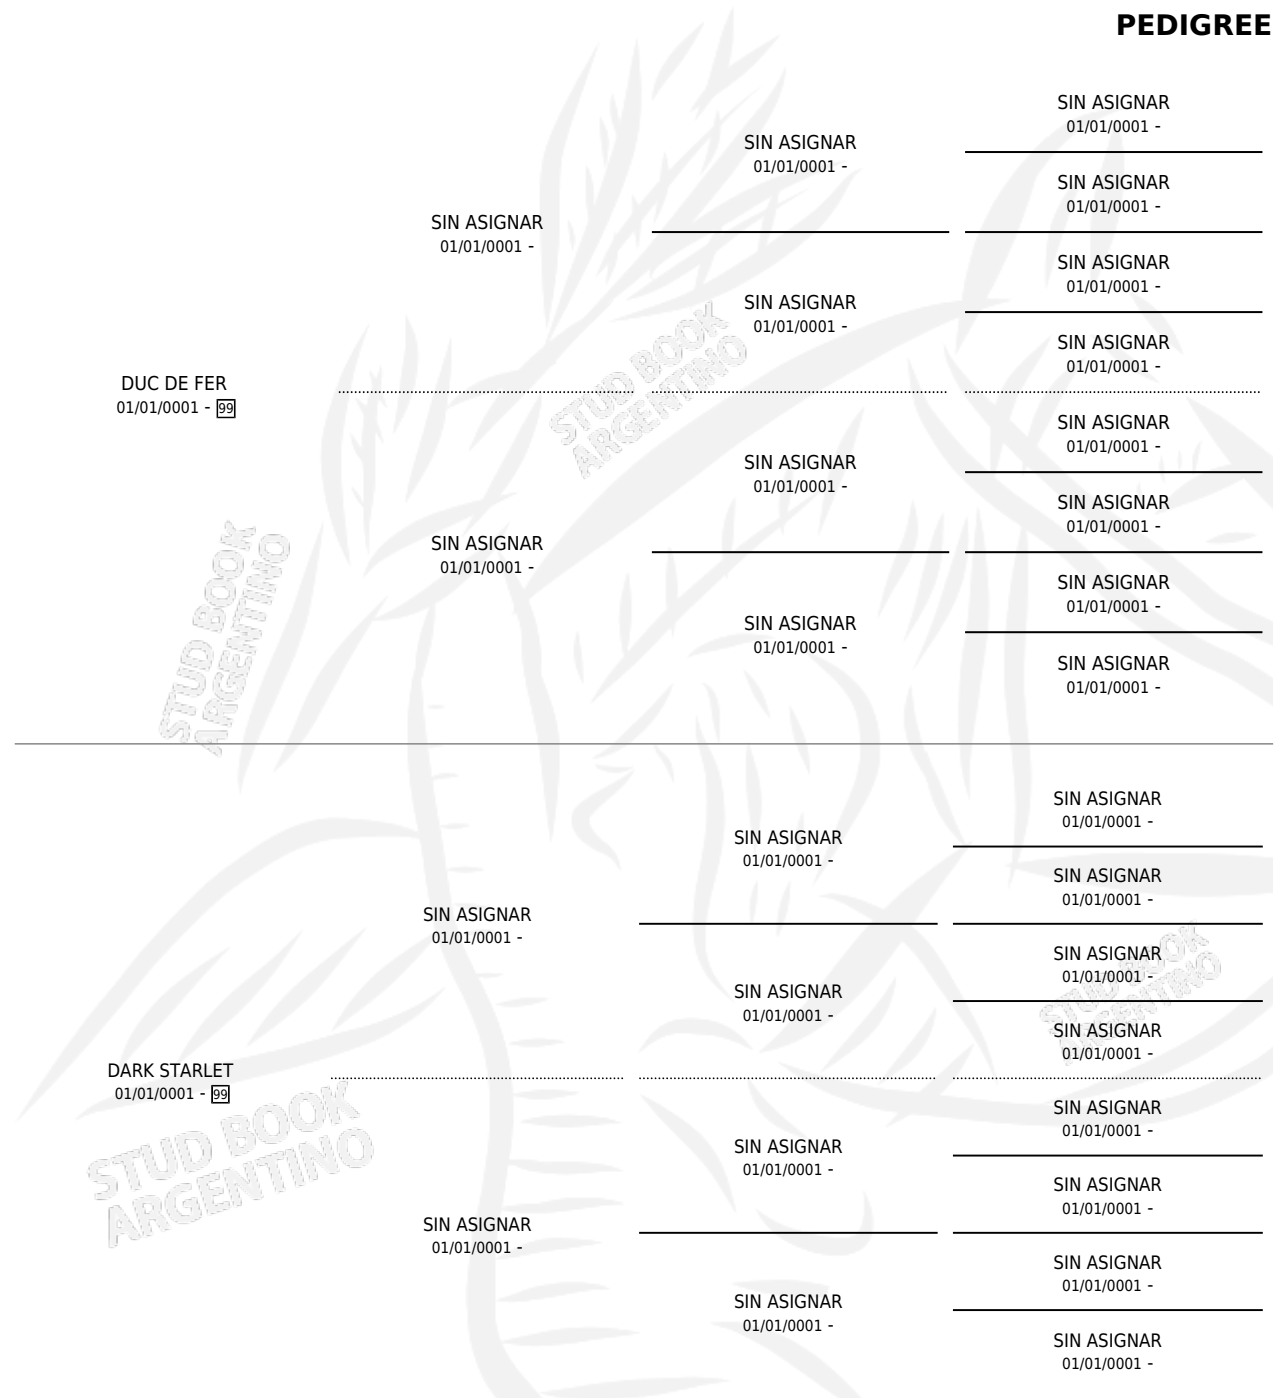 PEDIGREE
SIN ASIGNAR
01/01/0001 -
SIN ASIGNAR
01/01/0001 -
SIN ASIGNAR
01/01/0001 -
SIN ASIGNAR
01/01/0001 -
SIN ASIGNAR
01/01/0001 -
SIN ASIGNAR
01/01/0001 -
SIN ASIGNAR
01/01/0001 -
STUD BOOK
ARGENTINO
DUC DE FER
01/01/0001 - 99
SIN ASIGNAR
01/01/0001 -
SIN ASIGNAR
01/01/0001 -
SIN ASIGNAR
01/01/0001 -
SIN ASIGNAR
01/01/0001 -
SIN ASIGNAR
01/01/0001 -
SIN ASIGNAR
01/01/0001 -
SIN ASIGNAR
01/01/0001 -
STUD BOOK
ARGENTINO
SIN ASIGNAR
01/01/0001 -
SIN ASIGNAR
01/01/0001 -
SIN ASIGNAR
01/01/0001 -
SIN ASIGNAR
01/01/0001 -
SIN ASIGNAR
01/01/0001 -
SIN ASIGNAR
01/01/0001 -
SIN ASIGNAR
01/01/0001 -
SIN ASIGNAR
01/01/0001 -
STUD BOOK
ARGENTINO
DARK STARLET
01/01/0001 - 99
SIN ASIGNAR
01/01/0001 -
SIN ASIGNAR
01/01/0001 -
SIN ASIGNAR
01/01/0001 -
SIN ASIGNAR
01/01/0001 -
SIN ASIGNAR
01/01/0001 -
SIN ASIGNAR
01/01/0001 -
SIN ASIGNAR
01/01/0001 -
STUD BOOK
ARGENTINO